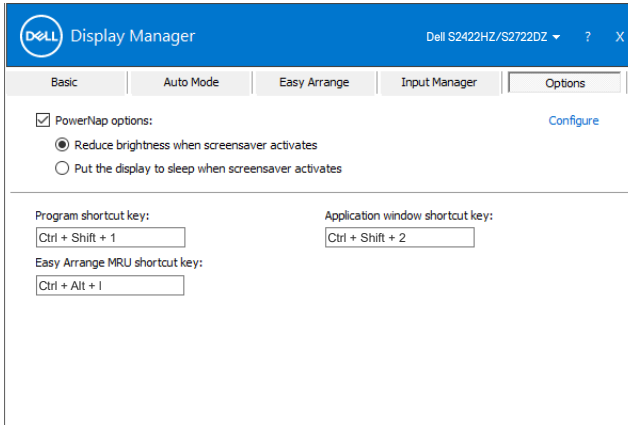 DELL Display Manager Dell S2422HZ/S2722DZ ? X
Basic Auto Mode Easy Arrange Input Manager Options
PowerNap options: Configure
Reduce brightness when screensaver activates
Put the display to sleep when screensaver activates
Program shortcut key: Application window shortcut key:
Ctrl + Shift + 1 Ctrl + Shift + 2
Easy Arrange MRU shortcut key:
Ctrl + Alt + l